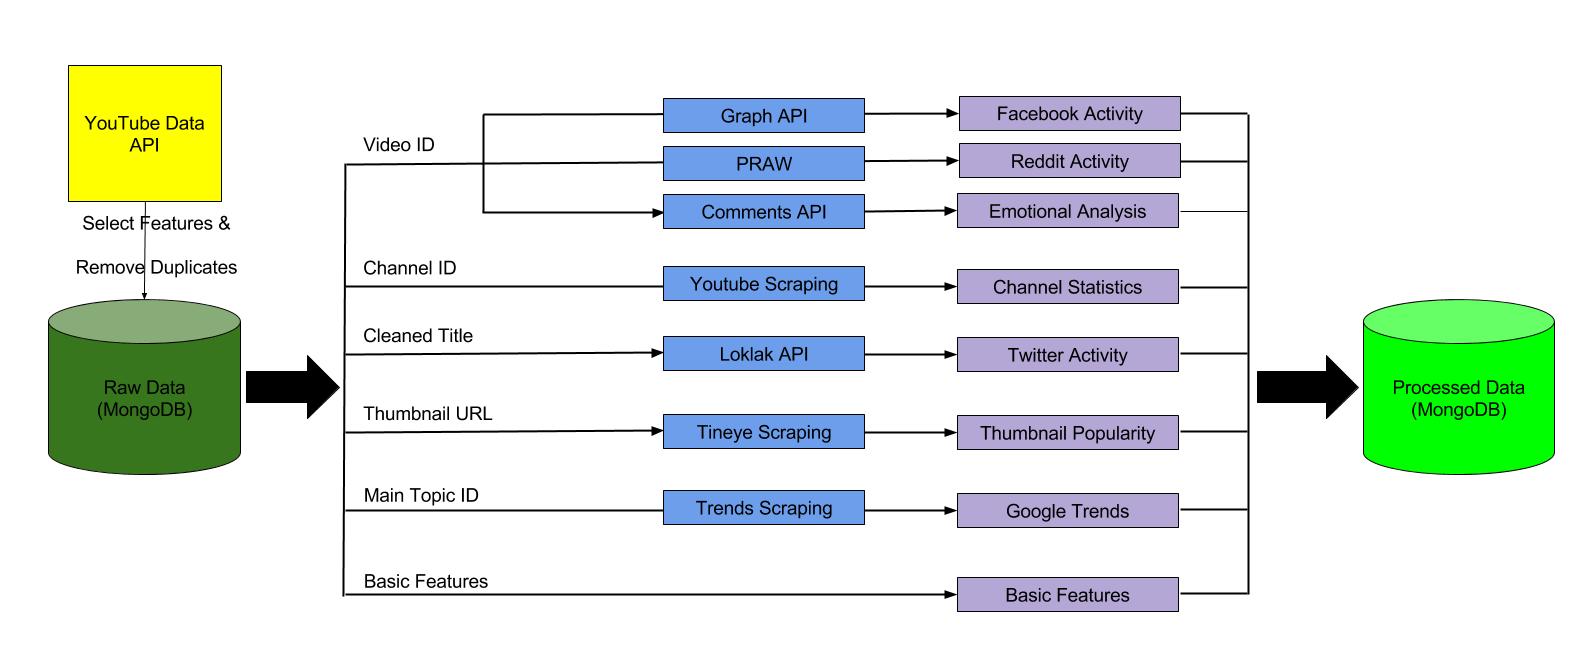 YouTube Data
API
Select Features &
Remove Duplicates
Raw Data
(MongoDB)
Video ID
Channel ID
Cleaned Title
Thumbnail URL
Main Topic ID
Basic Features
Graph API
PRAW
Comments API
Youtube Scraping
Loklak API
Tineye Scraping
Trends Scraping
Facebook Activity
Reddit Activity
Emotional Analysis
Channel Statistics
Twitter Activity
Thumbnail Popularity
Google Trends
Basic Features
Processed Data
(MongoDB)